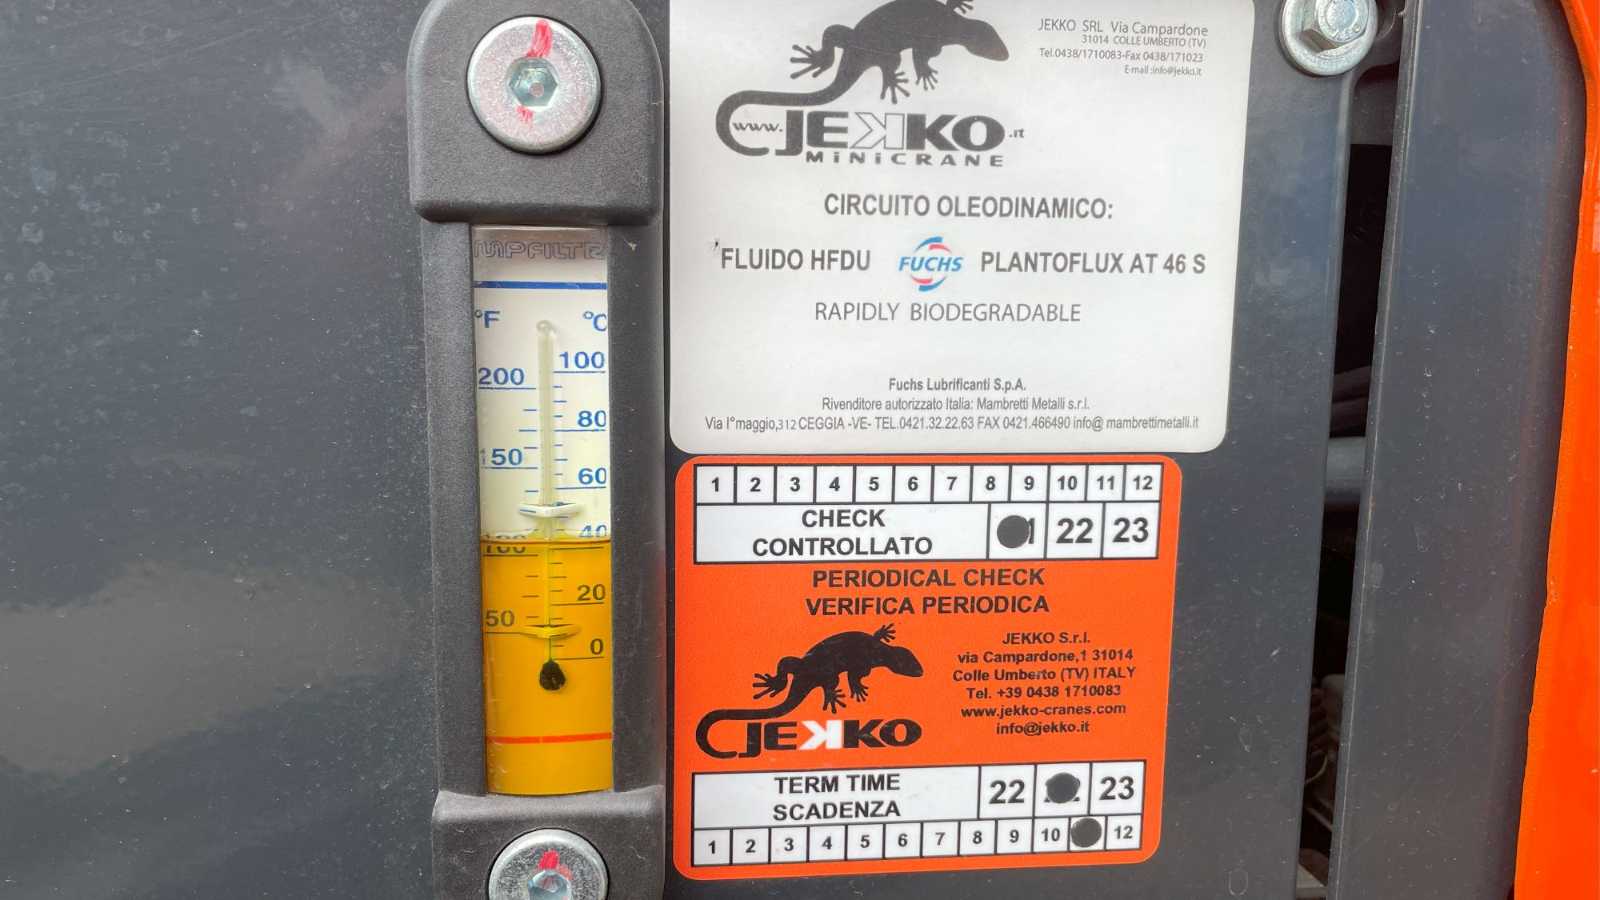 MPFILTR
°F °C
100
200
80
150
60
40
100
20
50
0
JEKKO SRL Via Campardone
31014 COLLE UMBERTO (TV)
Tel.0438/1710083-Fax 0438/171023
E-mail :info@jekko.it
www.JEKKO.it
MINICRANE
CIRCUITO OLEODINAMICO:
FLUIDO HFDU FUCHS PLANTOFLUX AT 46 S
RAPIDLY BIODEGRADABLE
Fuchs Lubrificanti S.p.A.
Rivenditore autorizzato Italia: Mambretti Metalli s.r.l.
Via I°maggio,312 CEGGIA -VE- TEL.0421.32.22.63 FAX 0421.466490 info@ mambrettimetalli.it
1 2 3 4 5 6 7 8 9 10 11 12
CHECK
CONTROLLATO
22 23
PERIODICAL CHECK
VERIFICA PERIODICA
JEKKO S.r.l.
via Campardone,1 31014
Colle Umberto (TV) ITALY
Tel. +39 0438 1710083
www.jekko-cranes.com
info@jekko.it
JEKKO
TERM TIME
SCADENZA
22 23
1 2 3 4 5 6 7 8 9 10 12